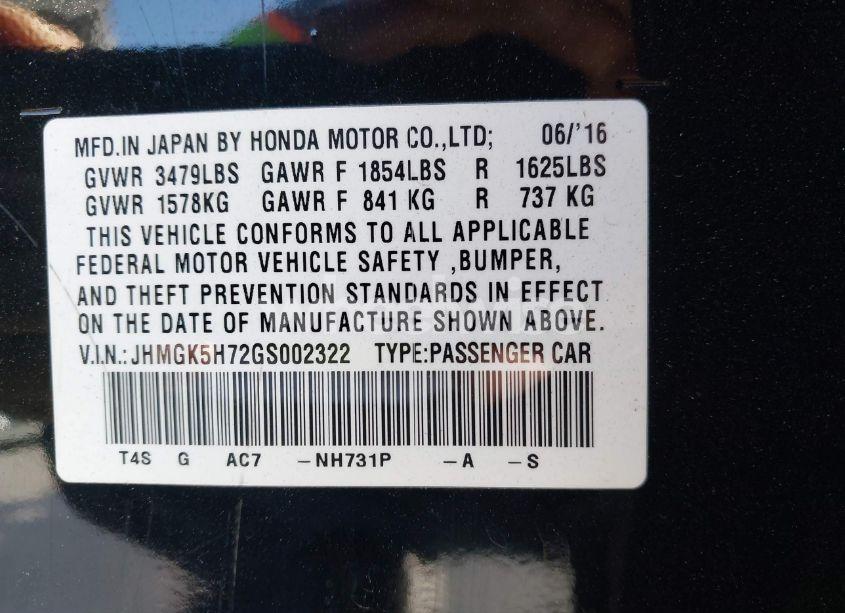 MFD.IN JAPAN BY HONDA MOTOR CO.,LTD; 06/'16
GVWR 3479LBS GAWR F 1854LBS R 1625LBS
GVWR 1578KG GAWR F 841 KG R 737 KG
THIS VEHICLE CONFORMS TO ALL APPLICABLE
FEDERAL MOTOR VEHICLE SAFETY ,BUMPER,
AND THEFT PREVENTION STANDARDS IN EFFECT
ON THE DATE OF MANUFACTURE SHOWN ABOVE.
V.I.N.:JHMGK5H72GS002322 TYPE:PASSENGER CAR
T4S G AC7 -NH731P -A -S